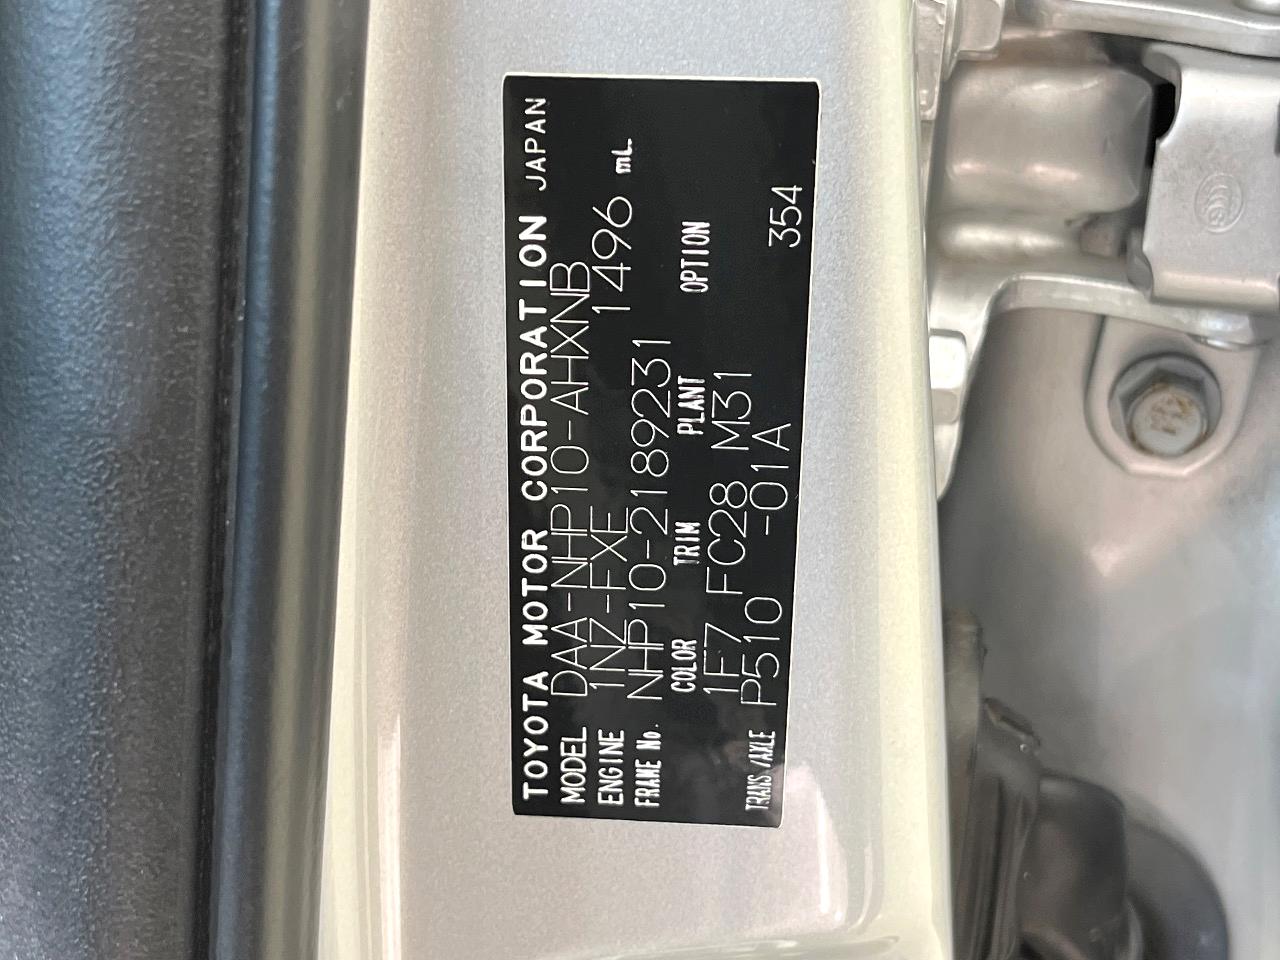 TOYOTA MOTOR CORPORATION JAPAN
MODEL DAA-NHP10-AHXNB
ENGINE 1NZ-FXE 1496 mL
FRAME No. NHP10-2189231
COLOR TRIM PLANT OPTION
1F7 FC28 M31
TRANS/AXLE P510 -01A 354